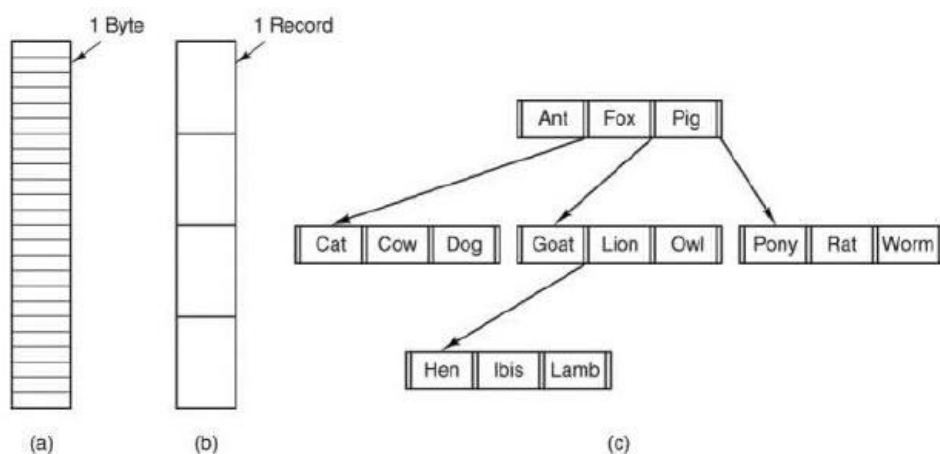 1 Byte
1 Record
Ant Fox Pig
Cat Cow Dog
Goat Lion Owl
Pony Rat Worm
Hen Ibis Lamb
(a)
(b)
(c)